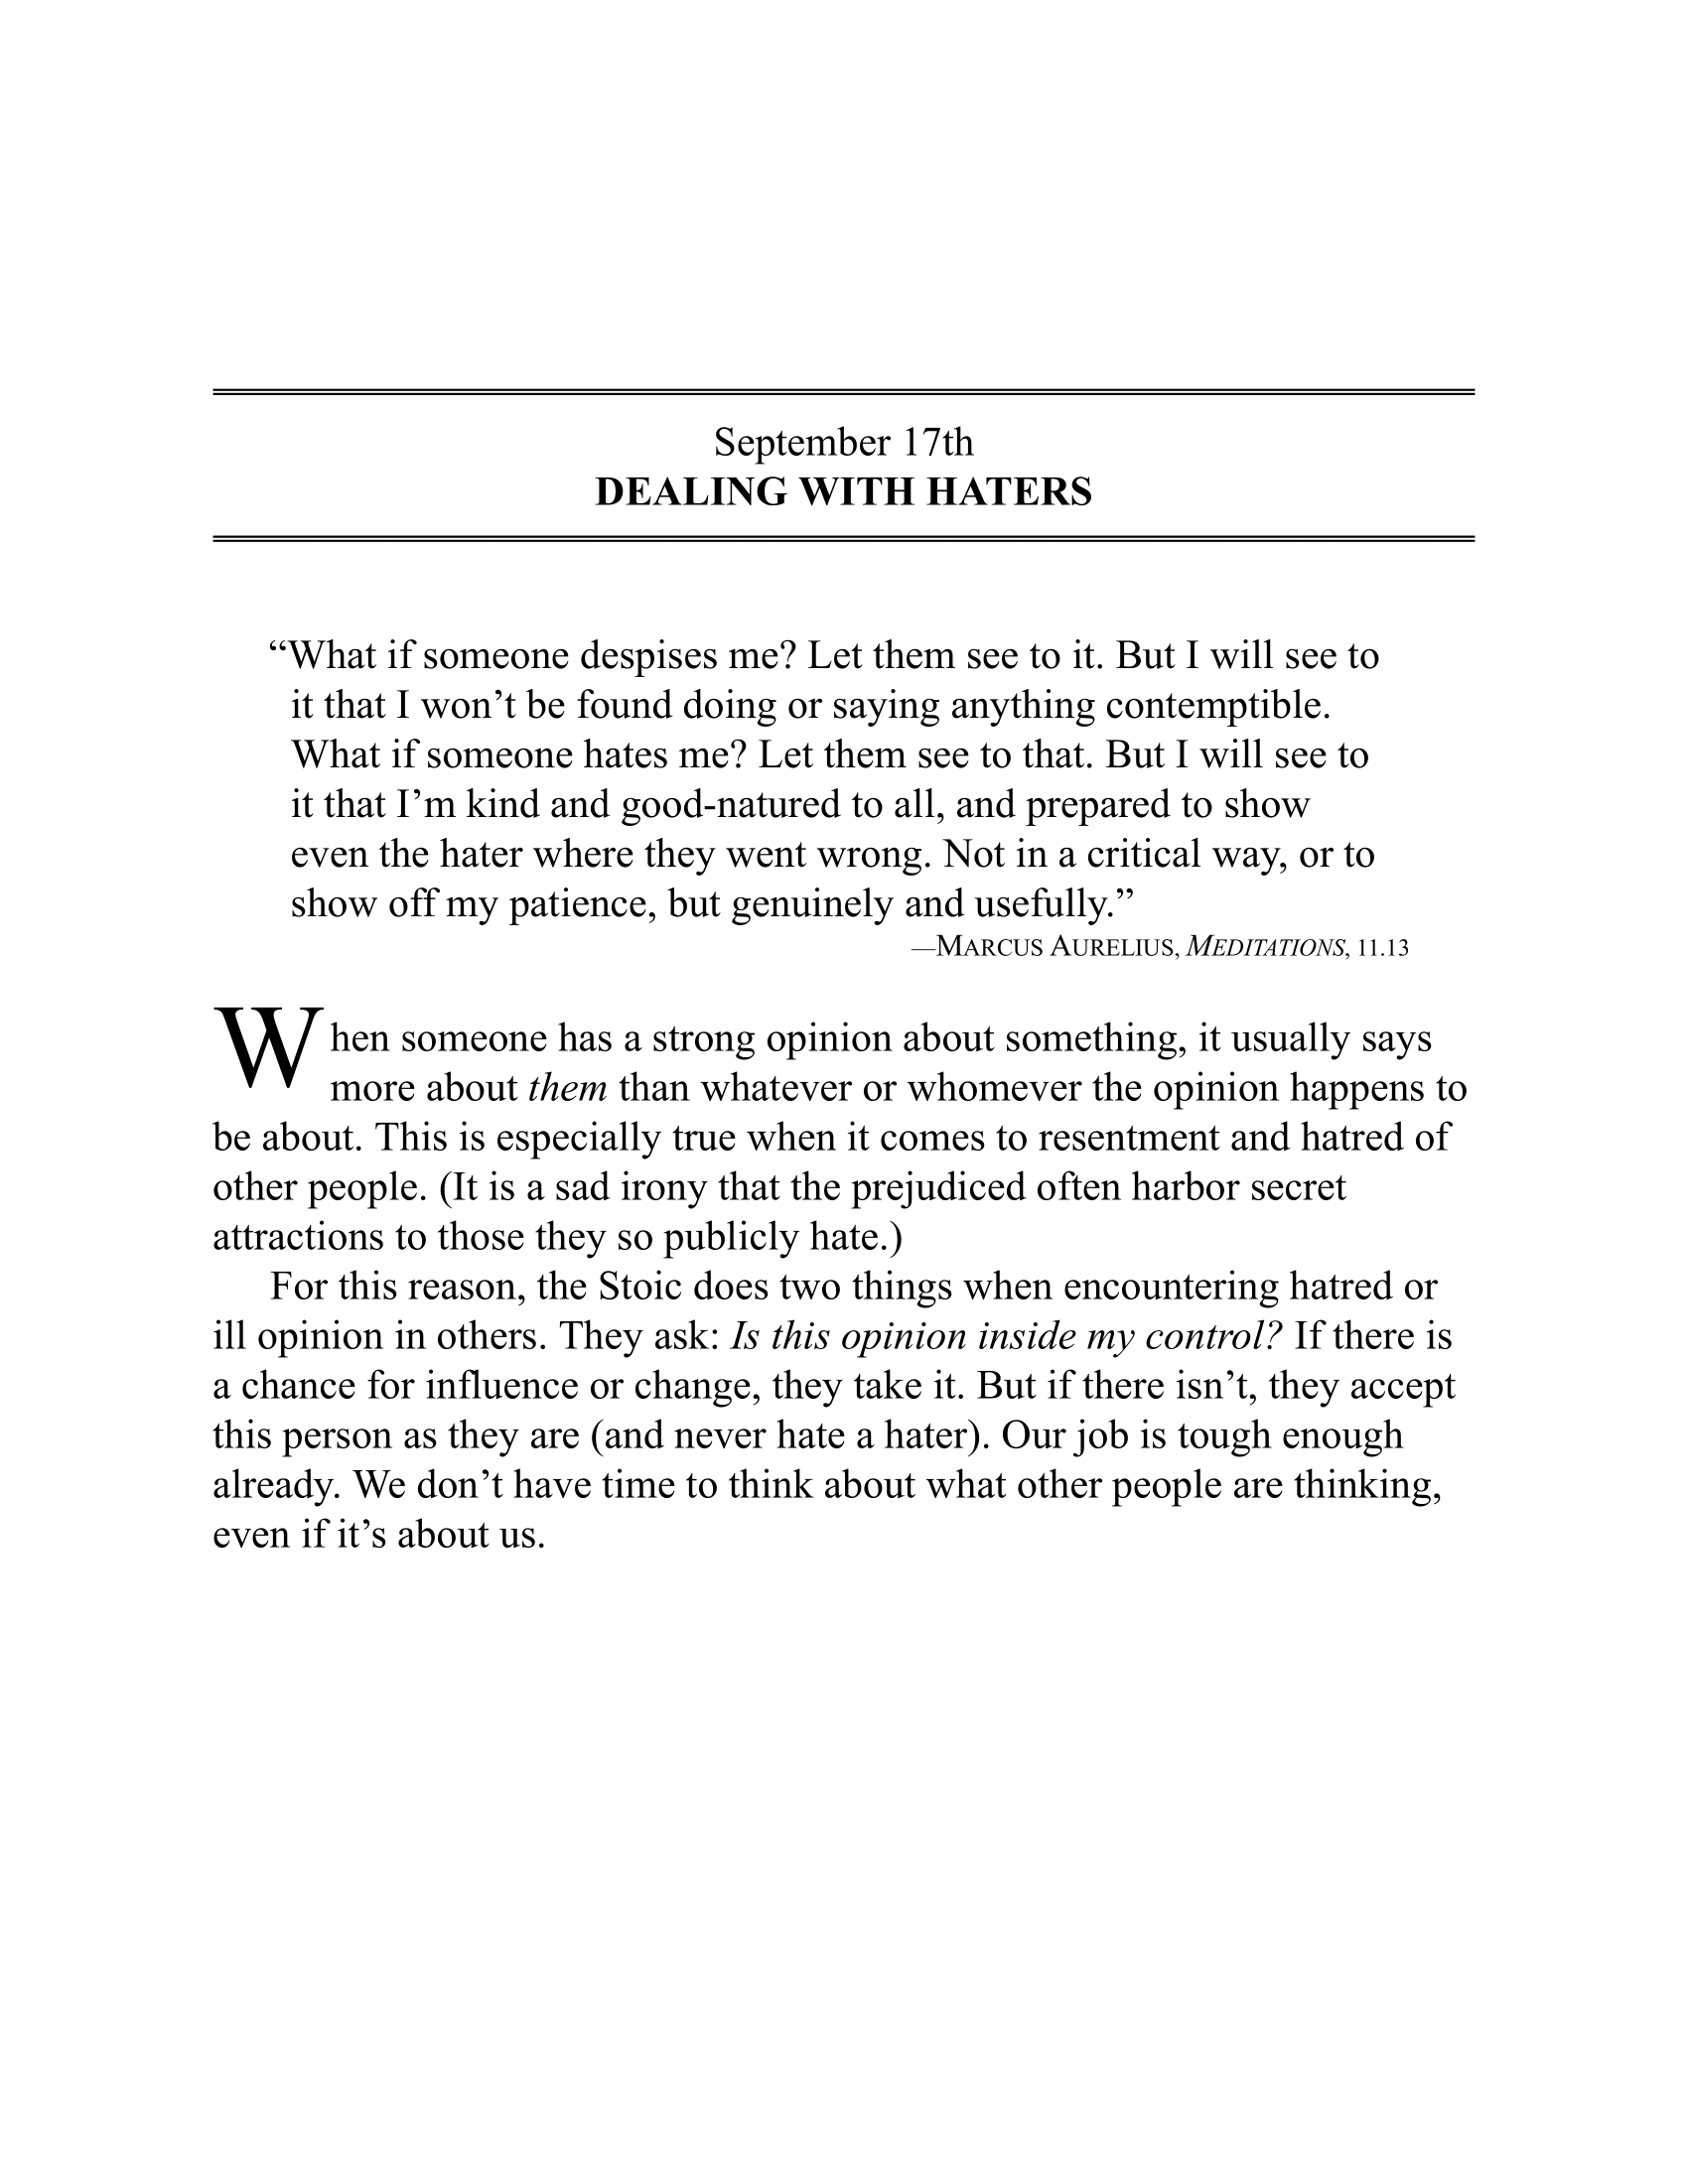 September 17th
DEALING WITH HATERS
“What if someone despises me? Let them see to it. But I will see to
it that I won’t be found doing or saying anything contemptible.
What if someone hates me? Let them see to that. But I will see to
it that I’m kind and good-natured to all, and prepared to show
even the hater where they went wrong. Not in a critical way, or to
show off my patience, but genuinely and usefully.”
—MARCUS AURELIUS, MEDITATIONS, 11.13
When someone has a strong opinion about something, it usually says
more about them than whatever or whomever the opinion happens to
be about. This is especially true when it comes to resentment and hatred of
other people. (It is a sad irony that the prejudiced often harbor secret
attractions to those they so publicly hate.)
For this reason, the Stoic does two things when encountering hatred or
ill opinion in others. They ask: Is this opinion inside my control? If there is
a chance for influence or change, they take it. But if there isn’t, they accept
this person as they are (and never hate a hater). Our job is tough enough
already. We don’t have time to think about what other people are thinking,
even if it’s about us.